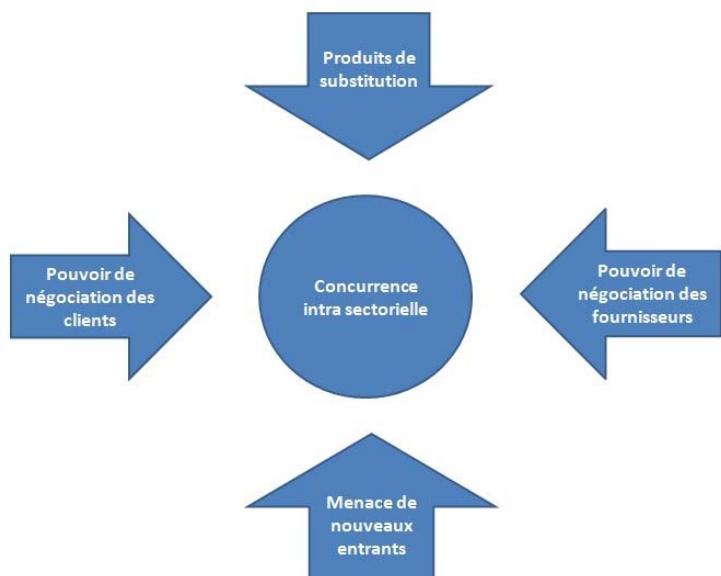 Produits de
substitution
Pouvoir de
négociation des
clients
Concurrence
intra sectorielle
Pouvoir de
négociation des
fournisseurs
Menace de
nouveaux
entrants